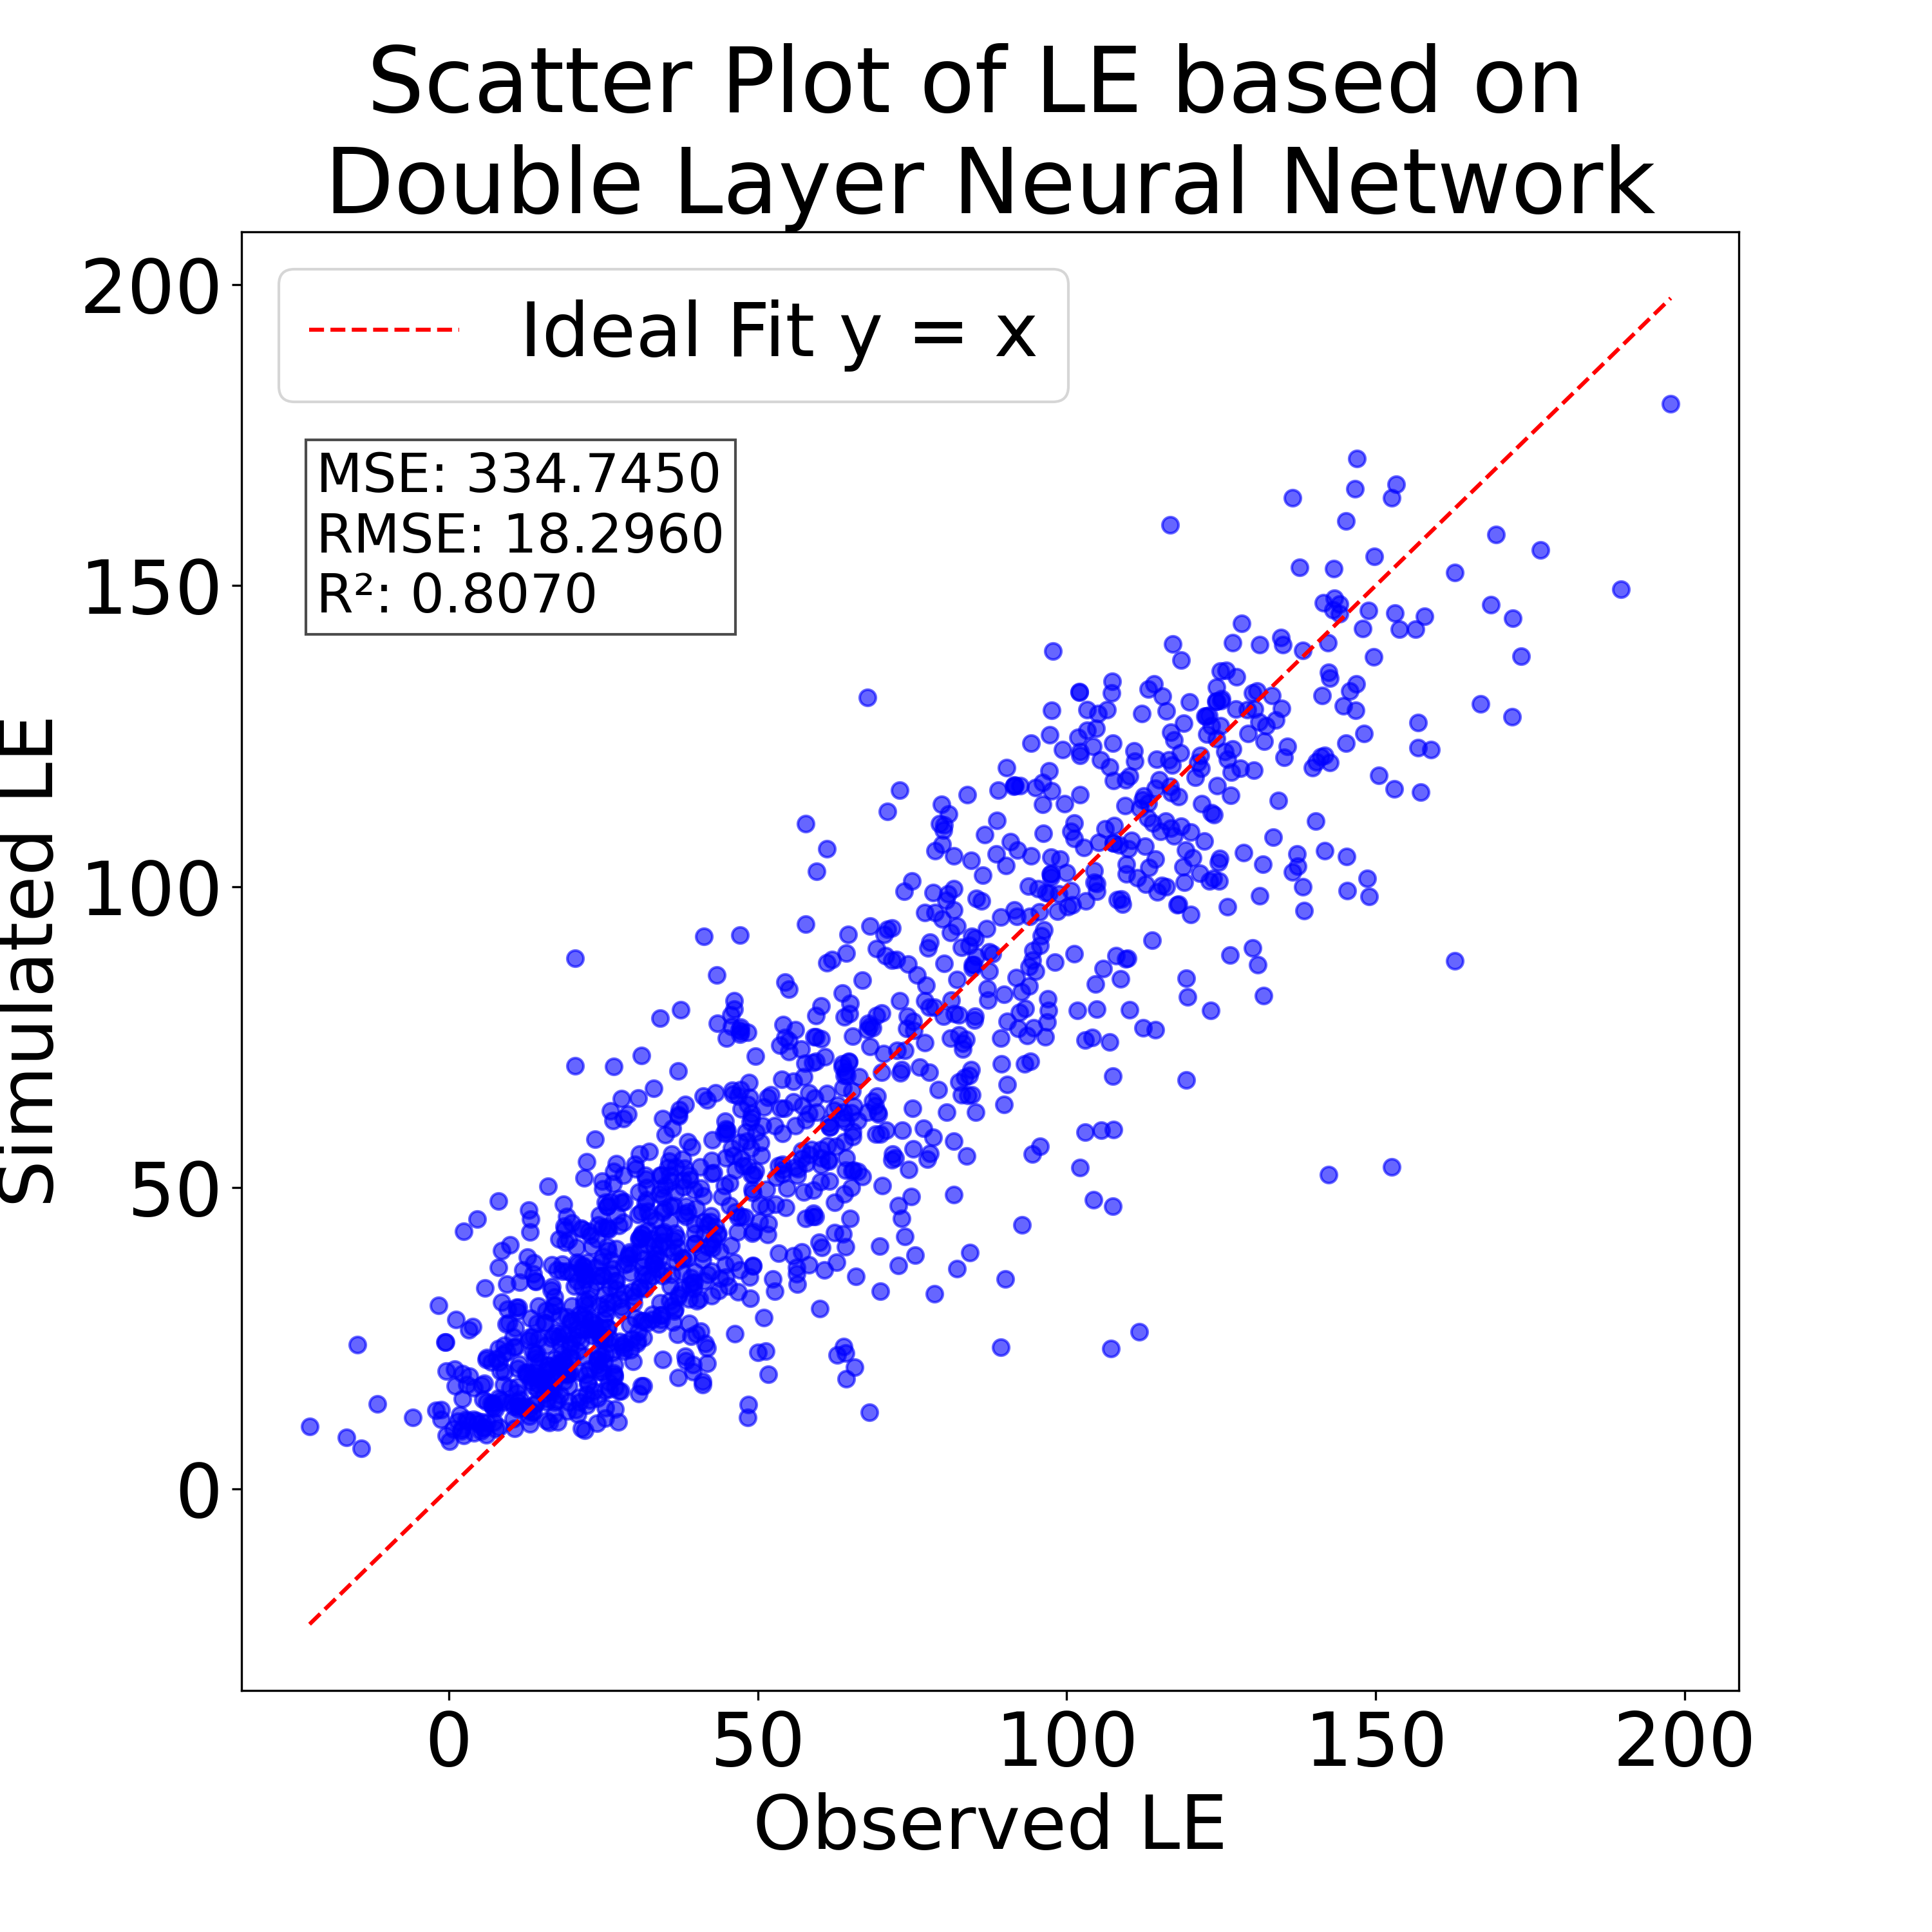 Scatter Plot of LE based on
Double Layer Neural Network
Ideal Fit y = x
MSE: 334.7450
RMSE: 18.2960
R²: 0.8070
200
150
100
50
0
Simulated LE
0 50 100 150 200
Observed LE